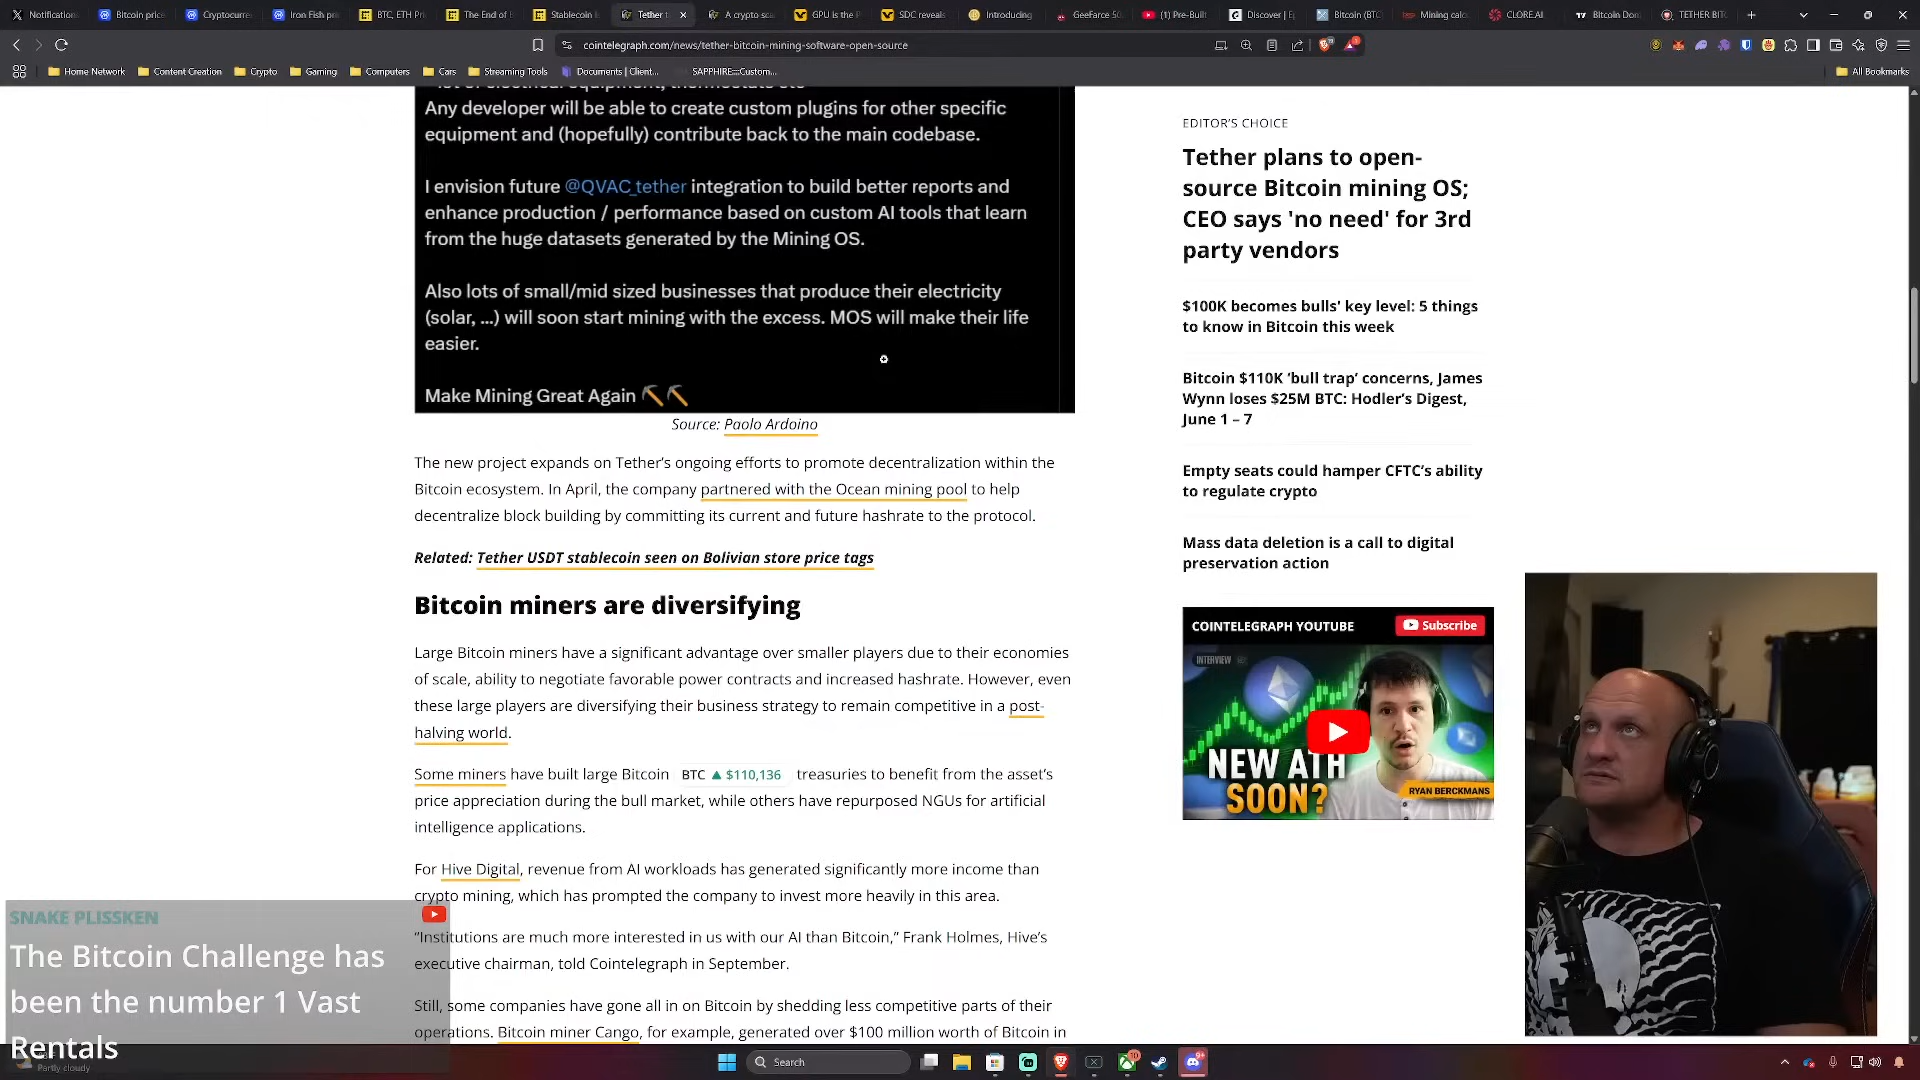 Notification
Bitcoin price
Cryptocurre
Iron Fish pri
BTC, ETH Pri
The End of
Stablecoin
Tether
A crypto sc
GPU is the
SDC reveals
Introducing
GeeFarce 50
(1) Pre-Built
Discover | E
Bitcoin (BTC
Mining calc
CLORE.AI
Bitcoin Dom
TETHER BIT
cointelegraph.com/news/tether-bitcoin-mining-software-open-source
Home Network
Content Creation
Crypto
Gaming
Computers
Cars
Streaming Tools
Documents | Client...
SAPPHIRE:::Custom...
All Bookmarks
Any developer will be able to create custom plugins for other specific
equipment and (hopefully) contribute back to the main codebase.
I envision future @QVAC_tether integration to build better reports and
enhance production / performance based on custom AI tools that learn
from the huge datasets generated by the Mining OS.
Also lots of small/mid sized businesses that produce their electricity
(solar, ...) will soon start mining with the excess. MOS will make their life
easier.
Make Mining Great Again
Source: Paolo Ardoino
The new project expands on Tether’s ongoing efforts to promote decentralization within the
Bitcoin ecosystem. In April, the company partnered with the Ocean mining pool to help
decentralize block building by committing its current and future hashrate to the protocol.
Related: Tether USDT stablecoin seen on Bolivian store price tags
Bitcoin miners are diversifying
Large Bitcoin miners have a significant advantage over smaller players due to their economies
of scale, ability to negotiate favorable power contracts and increased hashrate. However, even
these large players are diversifying their business strategy to remain competitive in a post-
halving world.
Some miners have built large Bitcoin BTC ▲ $110,136 treasuries to benefit from the asset’s
price appreciation during the bull market, while others have repurposed NGUs for artificial
intelligence applications.
For Hive Digital, revenue from AI workloads has generated significantly more income than
crypto mining, which has prompted the company to invest more heavily in this area.
“Institutions are much more interested in us with our AI than Bitcoin,” Frank Holmes, Hive’s
executive chairman, told Cointelegraph in September.
Still, some companies have gone all in on Bitcoin by shedding less competitive parts of their
operations. Bitcoin miner Cango, for example, generated over $100 million worth of Bitcoin in
EDITOR’S CHOICE
Tether plans to open-
source Bitcoin mining OS;
CEO says 'no need' for 3rd
party vendors
$100K becomes bulls' key level: 5 things
to know in Bitcoin this week
Bitcoin $110K ‘bull trap’ concerns, James
Wynn loses $25M BTC: Hodler’s Digest,
June 1 – 7
Empty seats could hamper CFTC’s ability
to regulate crypto
Mass data deletion is a call to digital
preservation action
COINTELEGRAPH YOUTUBE
Subscribe
INTERVIEW
NEW ATH
SOON?
RYAN BERCKMANS
SNAKE PLISSKEN
The Bitcoin Challenge has
been the number 1 Vast
Rentals
Partly cloudy
Search